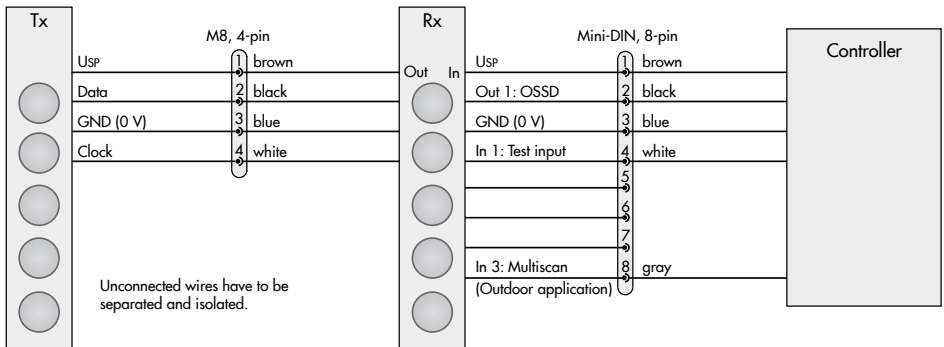 Tx
Rx
M8, 4-pin
Mini-DIN, 8-pin
Controller
Out In
USP 1 brown
Data 2 black
GND (0 V) 3 blue
Clock 4 white
USP 1 brown
Out 1: OSSD 2 black
GND (0 V) 3 blue
In 1: Test input 4 white
5
6
7
In 3: Multiscan 8 gray
(Outdoor application)
Unconnected wires have to be
separated and isolated.